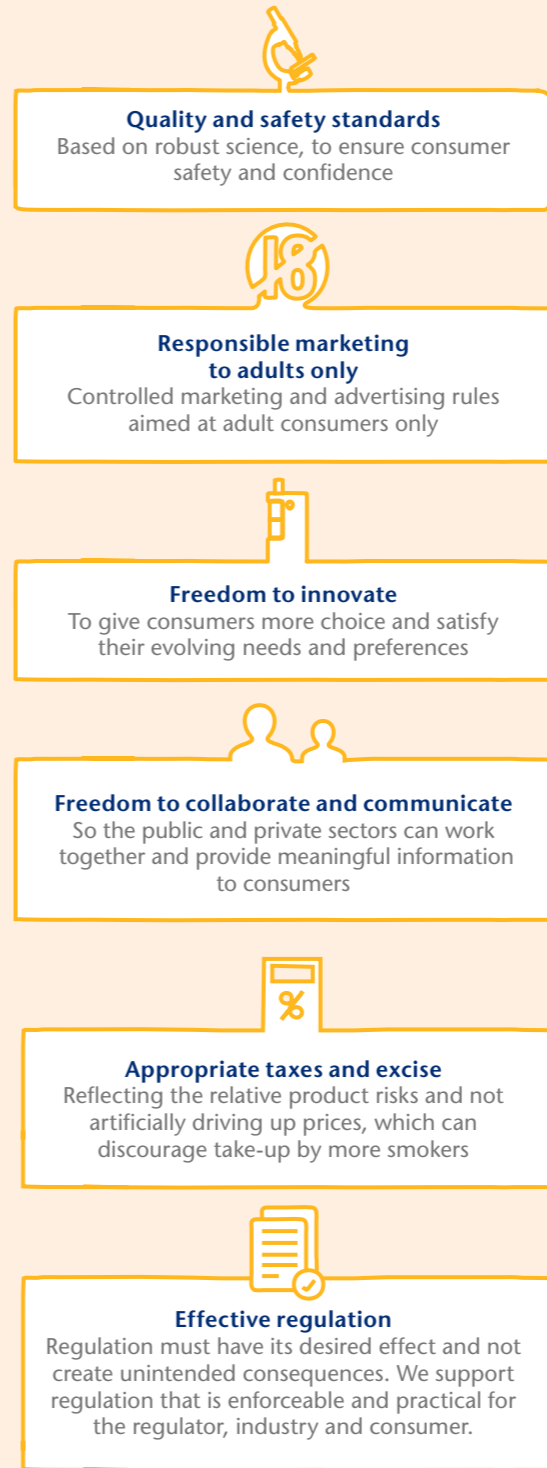 Quality and safety standards
Based on robust science, to ensure consumer
safety and confidence
18
Responsible marketing
to adults only
Controlled marketing and advertising rules
aimed at adult consumers only
Freedom to innovate
To give consumers more choice and satisfy
their evolving needs and preferences
Freedom to collaborate and communicate
So the public and private sectors can work
together and provide meaningful information
to consumers
%
Appropriate taxes and excise
Reflecting the relative product risks and not
artificially driving up prices, which can
discourage take-up by more smokers
Effective regulation
Regulation must have its desired effect and not
create unintended consequences. We support
regulation that is enforceable and practical for
the regulator, industry and consumer.